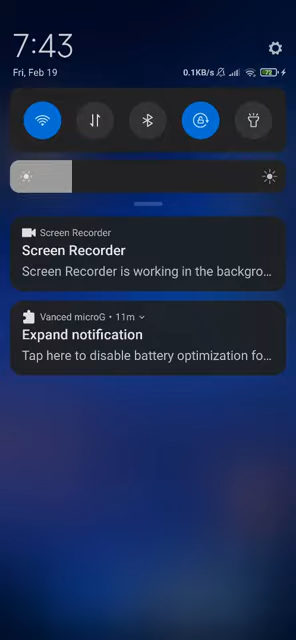 7:43
Fri, Feb 19
0.1KB/s
72
Screen Recorder
Screen Recorder
Screen Recorder is working in the backgro...
Vanced microG • 11m
Expand notification
Tap here to disable battery optimization fo...